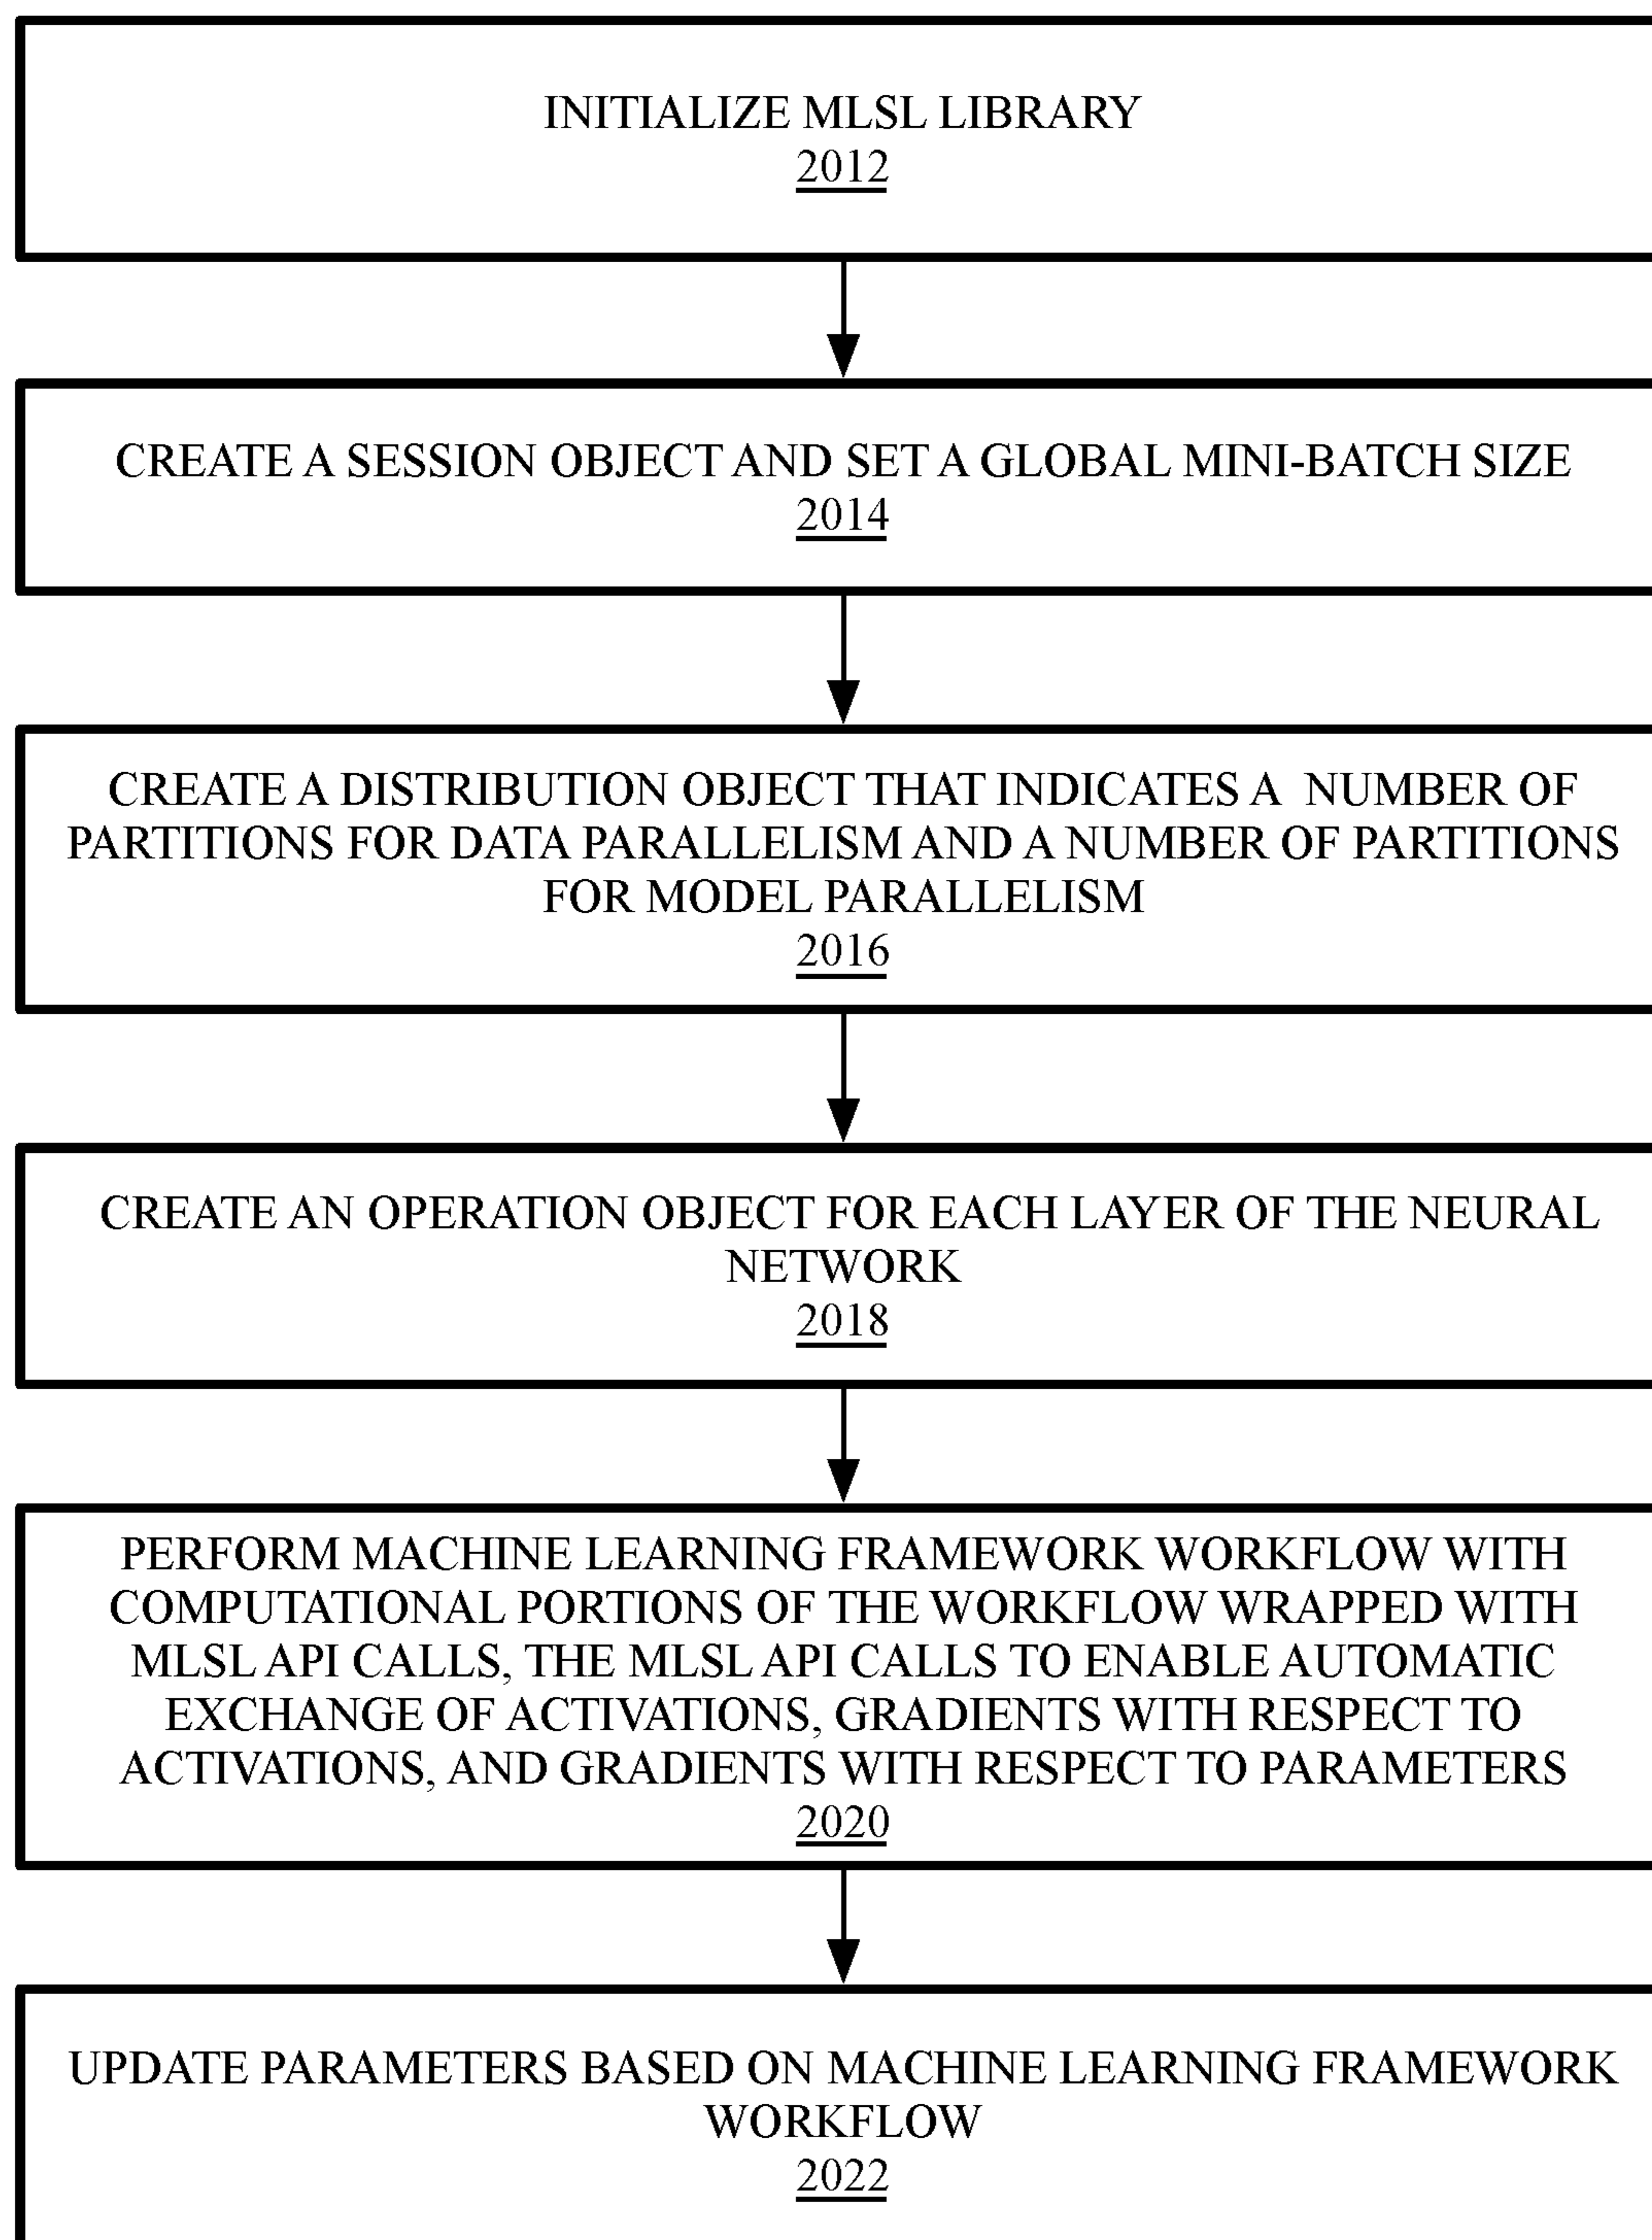 INITIALIZE MLSL LIBRARY
2012
CREATE A SESSION OBJECT AND SET A GLOBAL MINI-BATCH SIZE
2014
CREATE A DISTRIBUTION OBJECT THAT INDICATES A NUMBER OF
PARTITIONS FOR DATA PARALLELISM AND A NUMBER OF PARTITIONS
FOR MODEL PARALLELISM
2016
CREATE AN OPERATION OBJECT FOR EACH LAYER OF THE NEURAL
NETWORK
2018
PERFORM MACHINE LEARNING FRAMEWORK WORKFLOW WITH
COMPUTATIONAL PORTIONS OF THE WORKFLOW WRAPPED WITH
MLSL API CALLS, THE MLSL API CALLS TO ENABLE AUTOMATIC
EXCHANGE OF ACTIVATIONS, GRADIENTS WITH RESPECT TO
ACTIVATIONS, AND GRADIENTS WITH RESPECT TO PARAMETERS
2020
UPDATE PARAMETERS BASED ON MACHINE LEARNING FRAMEWORK
WORKFLOW
2022